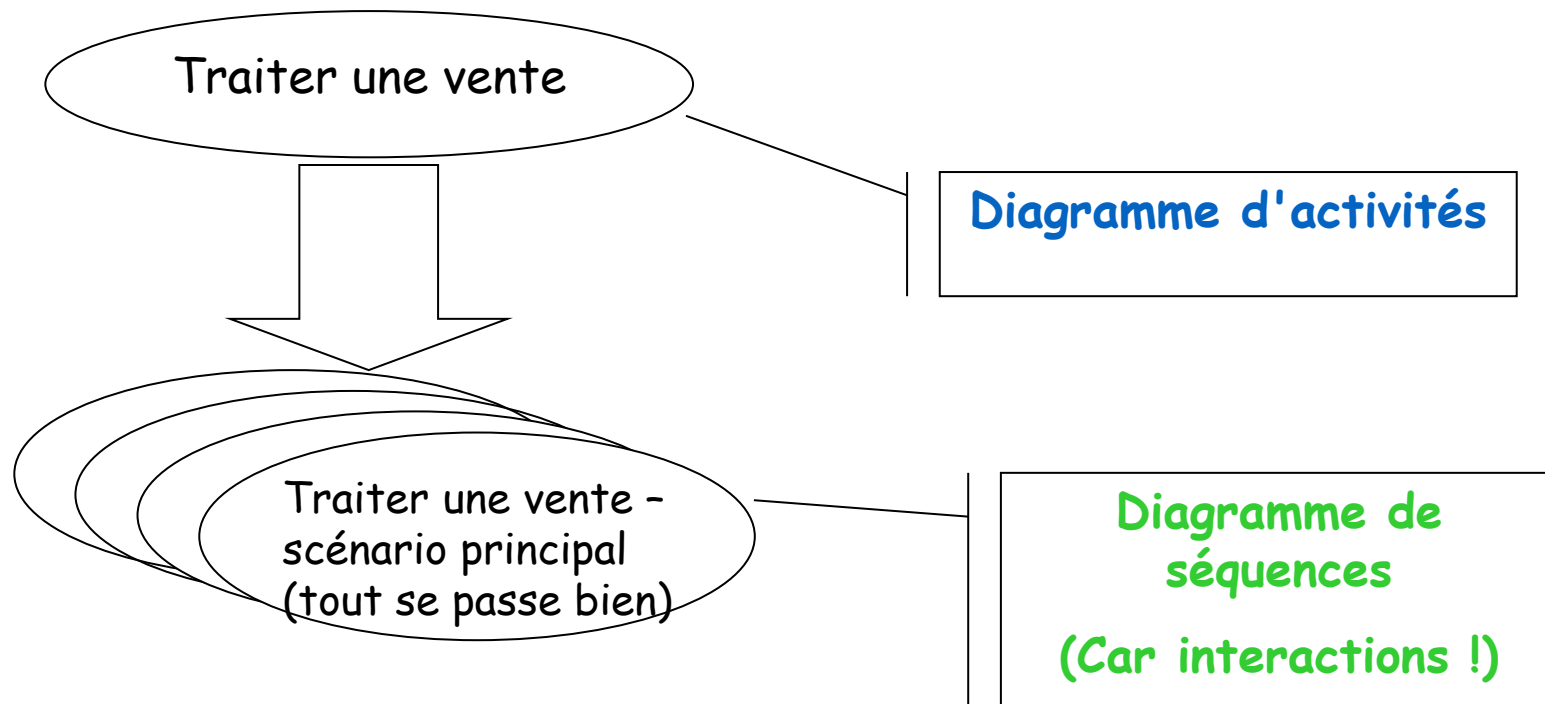 Traiter une vente
Diagramme d'activités
Traiter une vente –
scénario principal
(tout se passe bien)
Diagramme de
séquences
(Car interactions !)